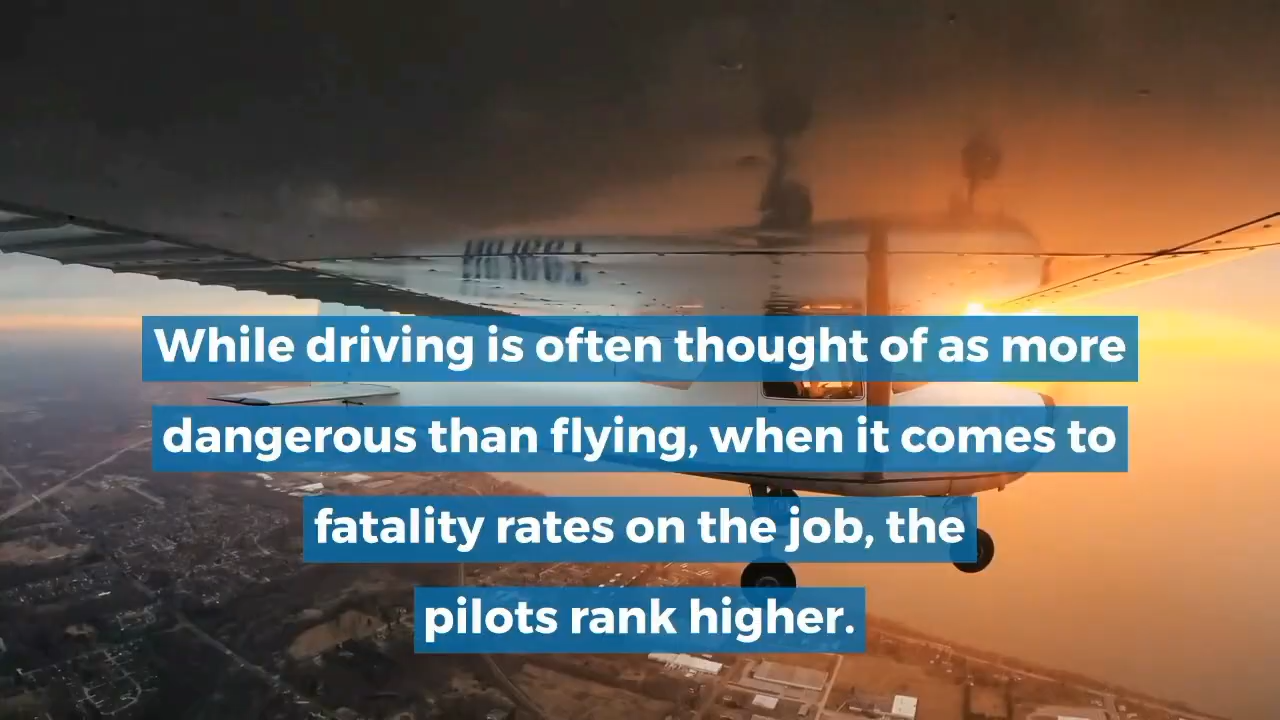 While driving is often thought of as more
dangerous than flying, when it comes to
fatality rates on the job, the
pilots rank higher.